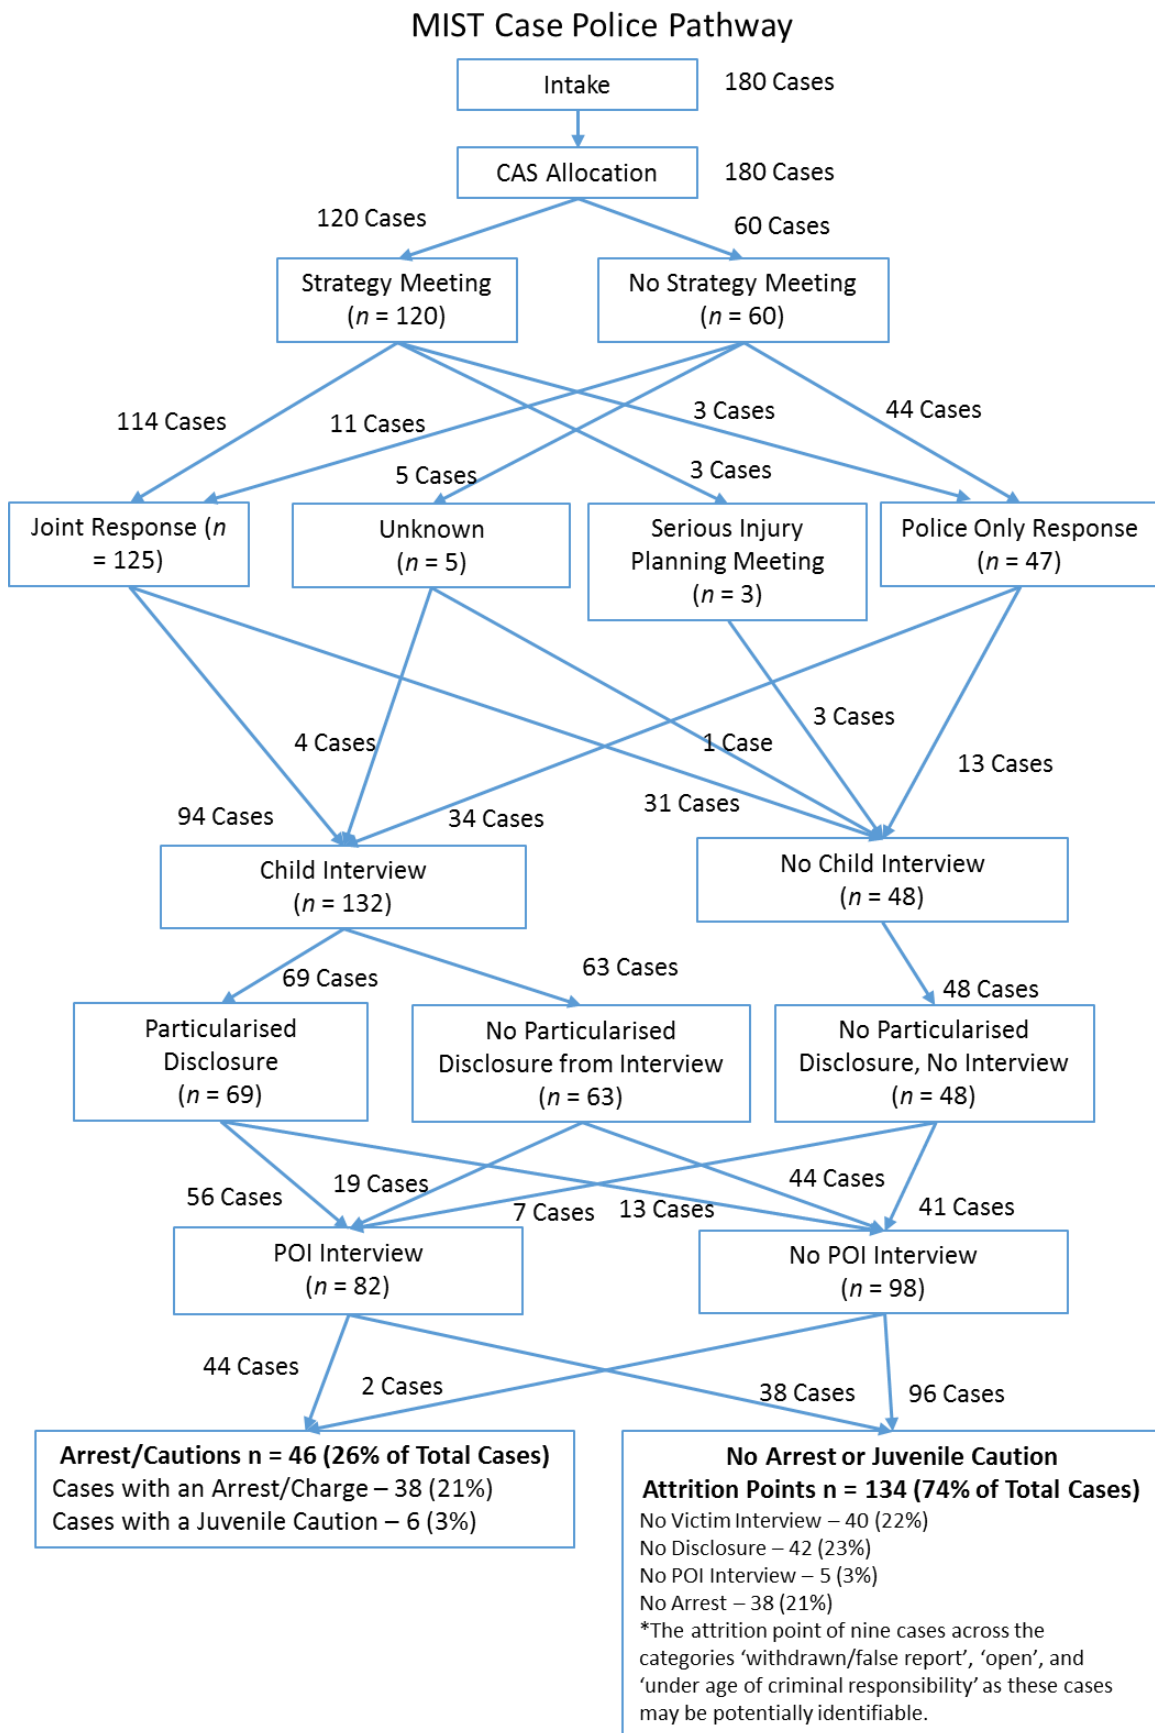 MIST Case Police Pathway
Intake
180 Cases
CAS Allocation
180 Cases
120 Cases
60 Cases
Strategy Meeting
(n = 120)
No Strategy Meeting
(n = 60)
114 Cases
11 Cases
3 Cases
44 Cases
5 Cases
3 Cases
Joint Response (n
= 125)
Unknown
(n = 5)
Serious Injury
Planning Meeting
(n = 3)
Police Only Response
(n = 47)
4 Cases
1 Case
3 Cases
13 Cases
94 Cases
34 Cases
31 Cases
Child Interview
(n = 132)
No Child Interview
(n = 48)
69 Cases
63 Cases
48 Cases
Particularised
Disclosure
(n = 69)
No Particularised
Disclosure from Interview
(n = 63)
No Particularised
Disclosure, No Interview
(n = 48)
56 Cases
19 Cases
7 Cases
13 Cases
44 Cases
41 Cases
POI Interview
(n = 82)
No POI Interview
(n = 98)
44 Cases
2 Cases
38 Cases
96 Cases
Arrest/Cautions n = 46 (26% of Total Cases)
Cases with an Arrest/Charge – 38 (21%)
Cases with a Juvenile Caution – 6 (3%)
No Arrest or Juvenile Caution
Attrition Points n = 134 (74% of Total Cases)
No Victim Interview – 40 (22%)
No Disclosure – 42 (23%)
No POI Interview – 5 (3%)
No Arrest – 38 (21%)
*The attrition point of nine cases across the
categories ‘withdrawn/false report’, ‘open’, and
‘under age of criminal responsibility’ as these cases
may be potentially identifiable.